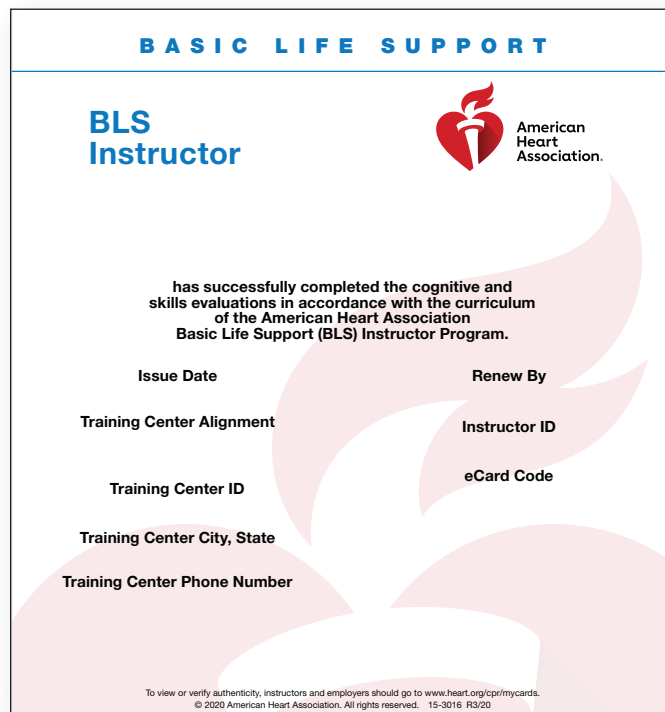 BASIC LIFE SUPPORT
BLS
Instructor
American
Heart
Association.
has successfully completed the cognitive and
skills evaluations in accordance with the curriculum
of the American Heart Association
Basic Life Support (BLS) Instructor Program.
Issue Date
Renew By
Training Center Alignment
Instructor ID
eCard Code
Training Center ID
Training Center City, State
Training Center Phone Number
To view or verify authenticity, instructors and employers should go to www.heart.org/cpr/mycards.
© 2020 American Heart Association. All rights reserved. 15-3016 R3/20